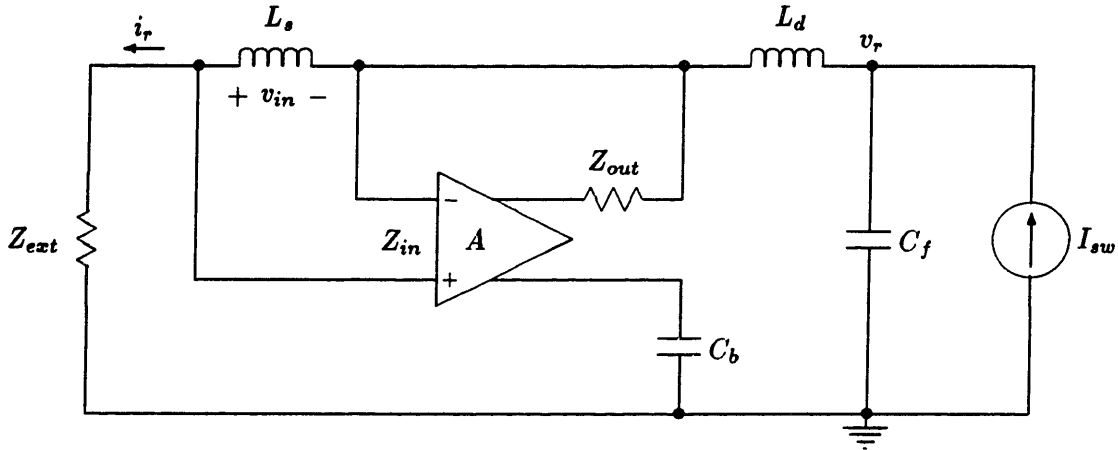 i_r
L_s
L_d
v_r
+ v_in −
Z_out
−
Z_ext
Z_in
A
C_f
I_sw
+
C_b